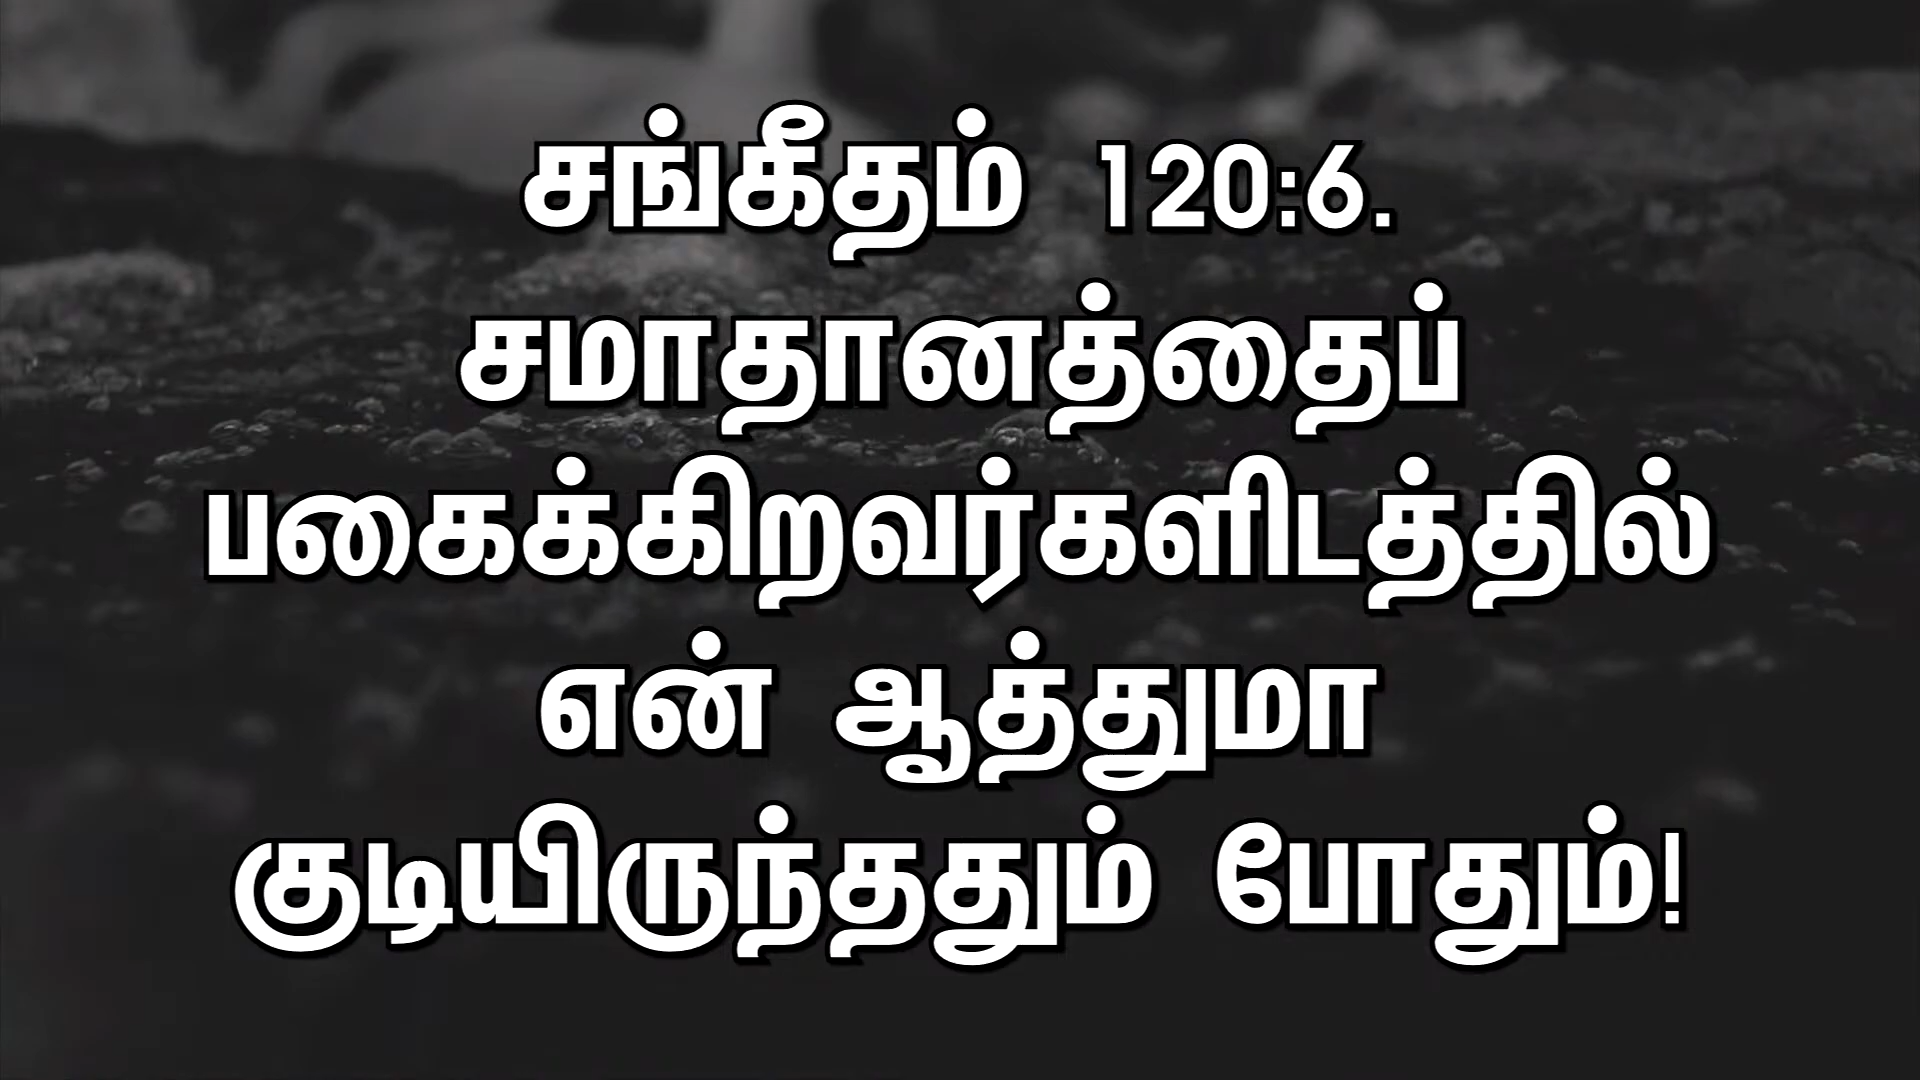 சங்கீதம் 120:6.
சமாதானத்தைப்
பகைக்கிறவர்களிடத்தில்
என் ஆத்துமா
குடியிருந்ததும் போதும்!